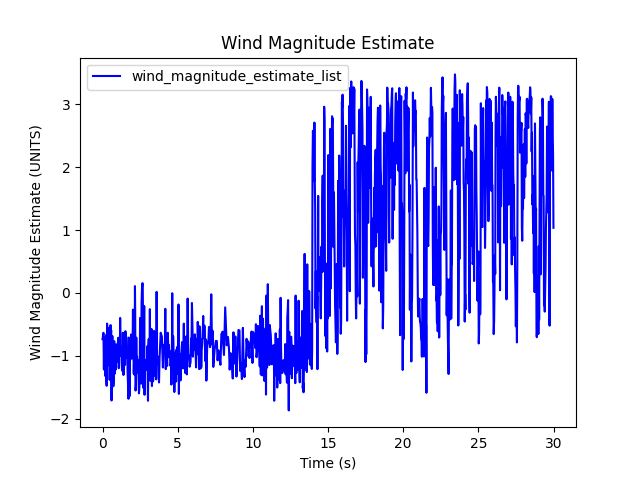 Wind Magnitude Estimate
wind_magnitude_estimate_list
Wind Magnitude Estimate (UNITS)
3
2
1
0
−1
−2
0 5 10 15 20 25 30
Time (s)